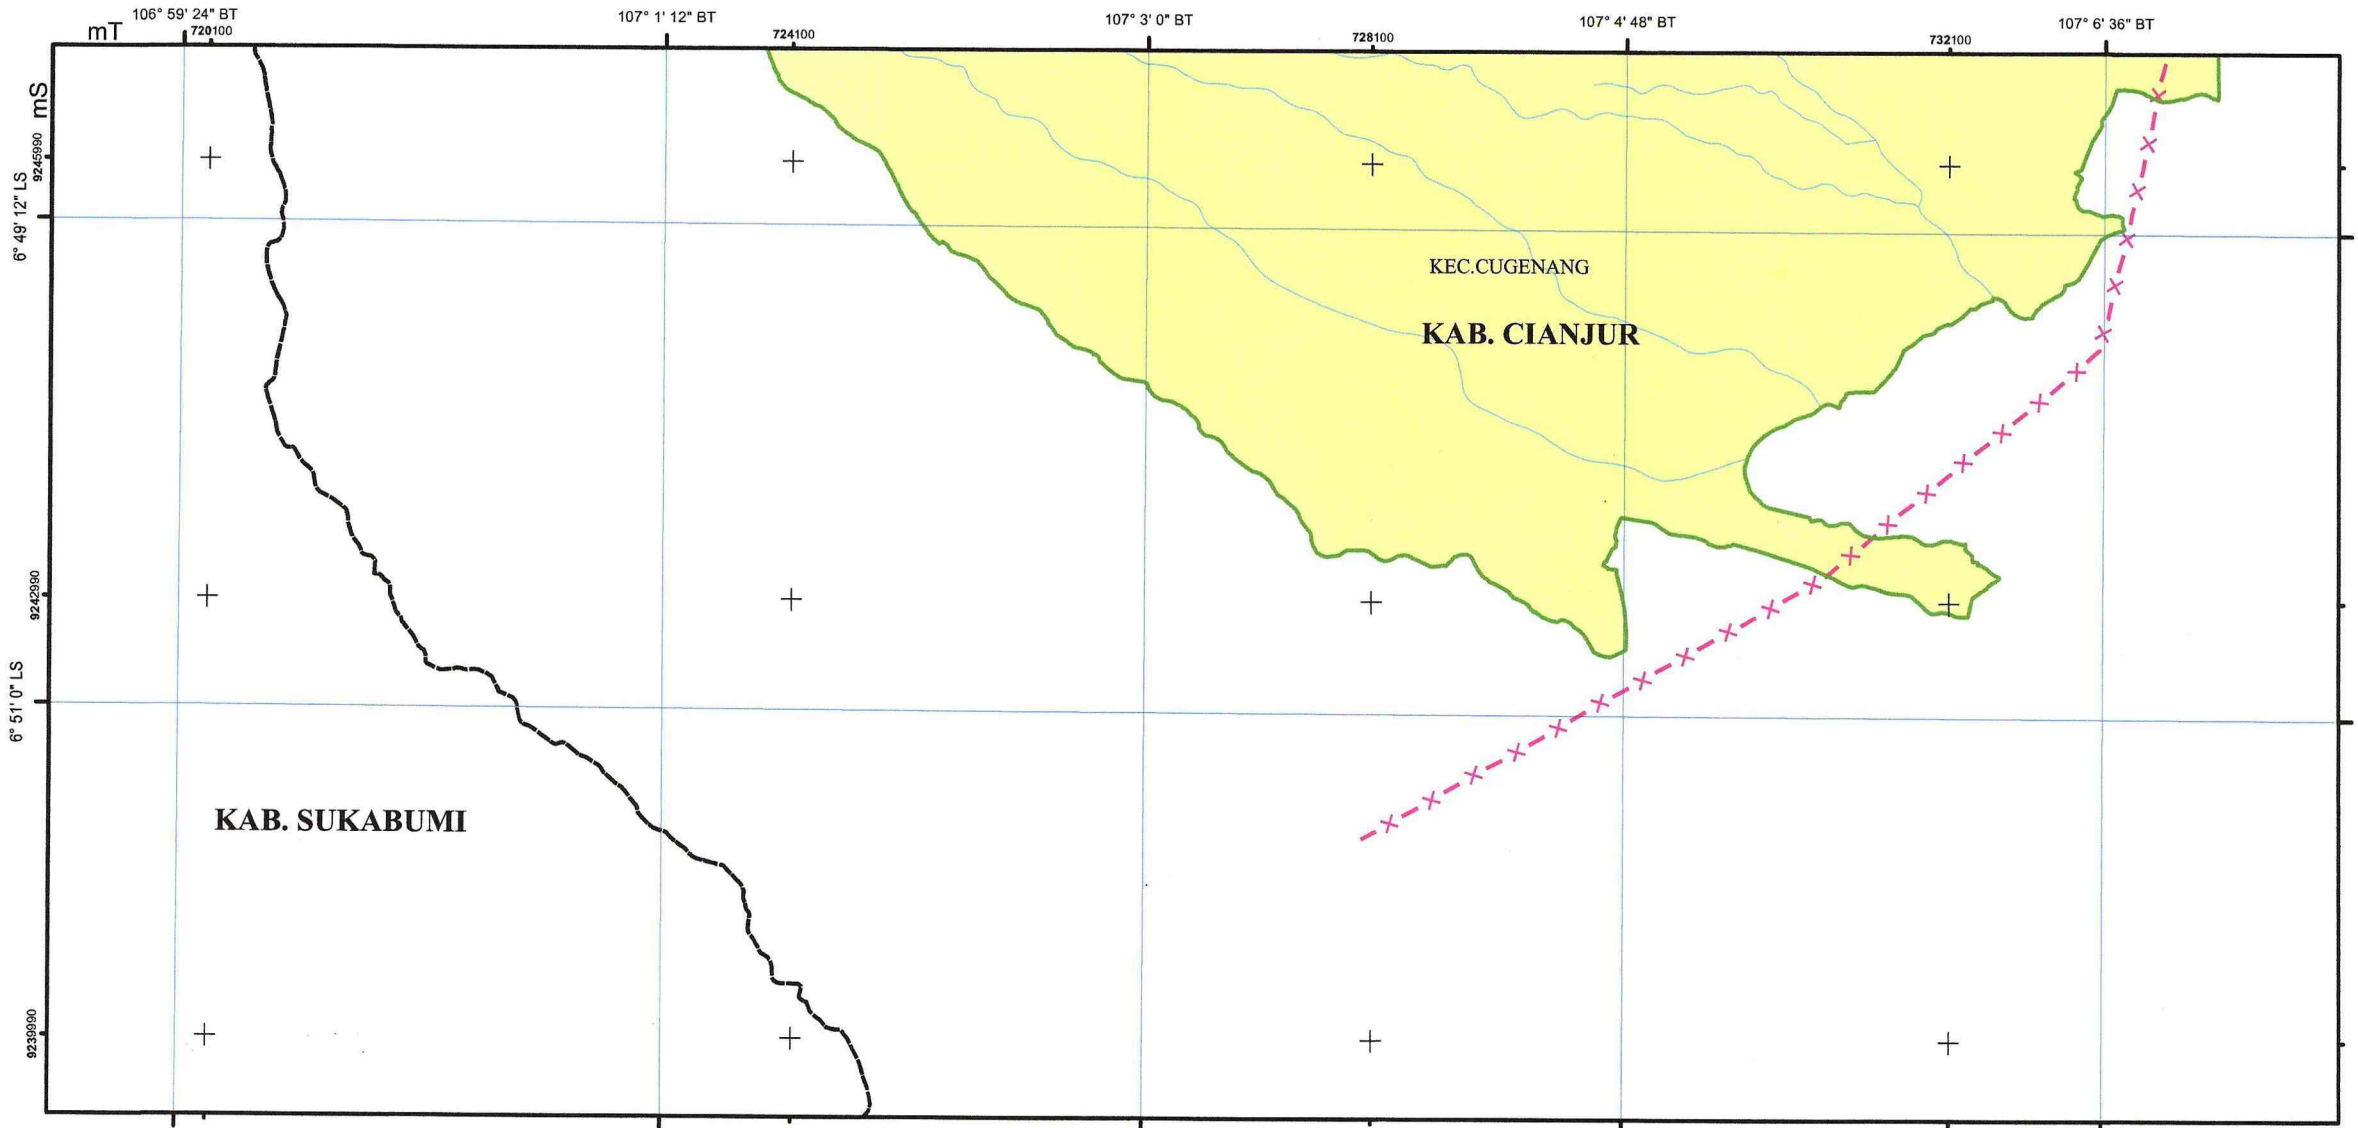 106° 59' 24" BT
107° 1' 12" BT
107° 3' 0" BT
107° 4' 48" BT
107° 6' 36" BT
mT
720100
724100
728100
732100
mS
9245990
6° 49' 12" LS
KEC.CUGENANG
KAB. CIANJUR
9242990
6° 51' 0" LS
KAB. SUKABUMI
9239990